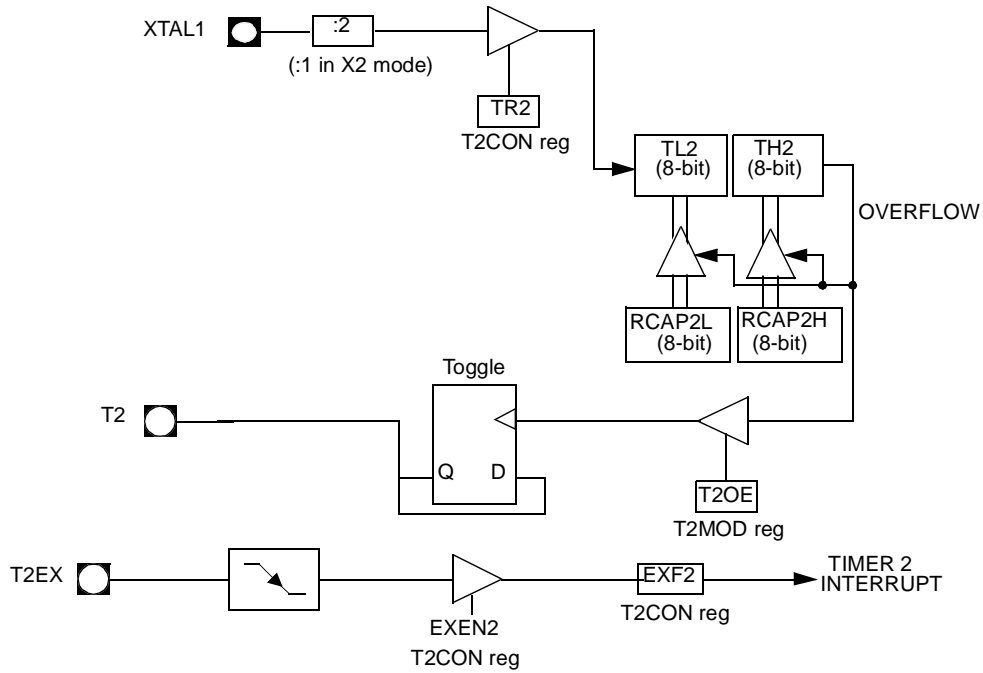 XTAL1
:2
(:1 in X2 mode)
TR2
T2CON reg
TL2
(8-bit)
TH2
(8-bit)
OVERFLOW
RCAP2L
(8-bit)
RCAP2H
(8-bit)
Toggle
T2
Q
D
T2OE
T2MOD reg
T2EX
EXEN2
T2CON reg
EXF2
T2CON reg
TIMER 2
INTERRUPT